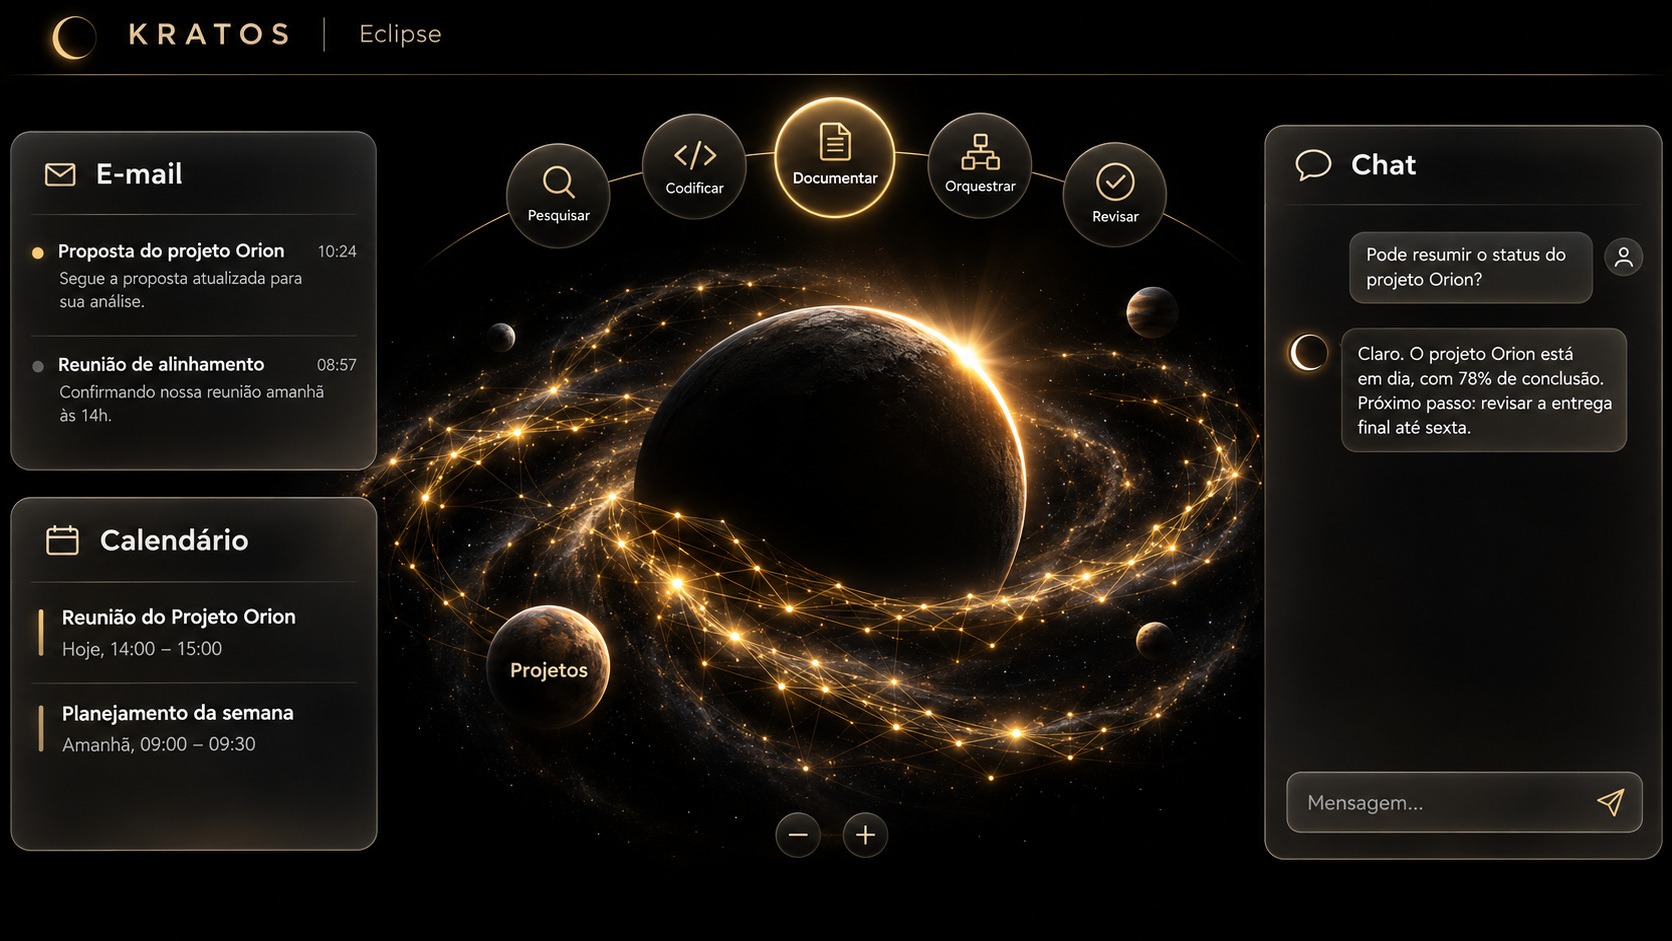 KRATOS
Eclipse
E-mail
Proposta do projeto Orion
10:24
Segue a proposta atualizada para
sua análise.
Reunião de alinhamento
08:57
Confirmando nossa reunião amanhã
às 14h.
Calendário
Reunião do Projeto Orion
Hoje, 14:00 – 15:00
Planejamento da semana
Amanhã, 09:00 – 09:30
Pesquisar
Codificar
Documentar
Orquestrar
Revisar
Projetos
Chat
Pode resumir o status do
projeto Orion?
Claro. O projeto Orion está
em dia, com 78% de conclusão.
Próximo passo: revisar a entrega
final até sexta.
Mensagem...